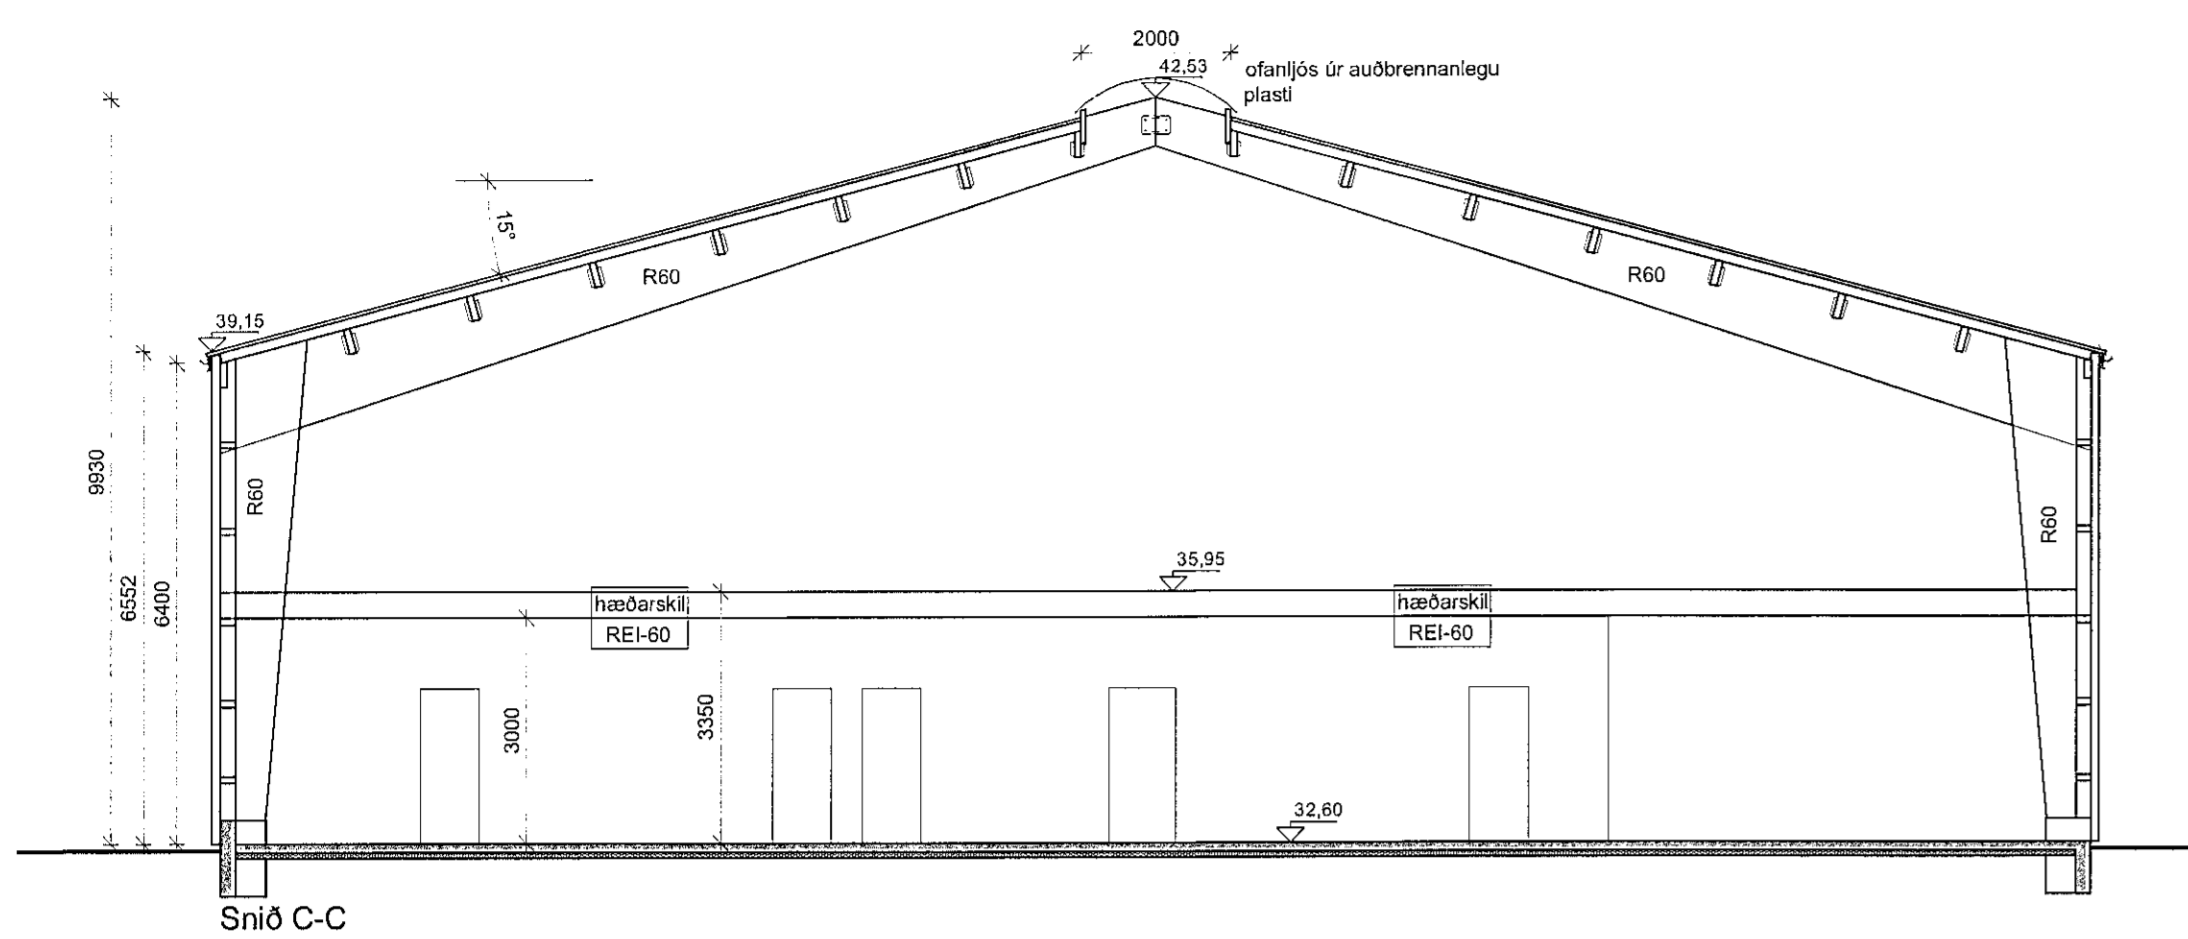 2000
42,53
ofanljós úr auðbrennanlegu
plasti
15°
R60
R60
39,15
9930
6552
6400
R60
R60
35,95
hæðarskil
REI-60
hæðarskil
REI-60
3000
3350
32,60
Snið C-C